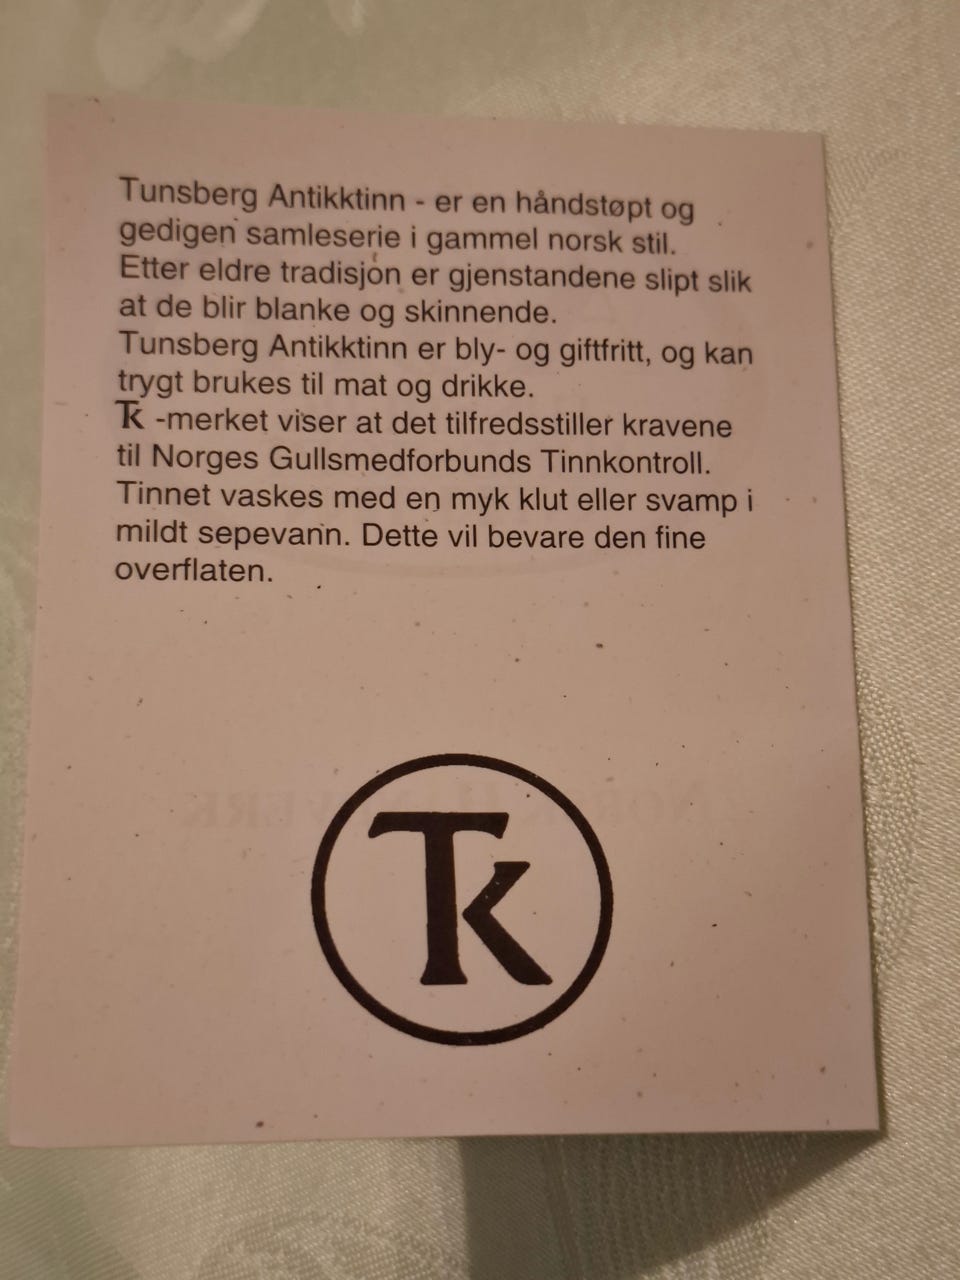 Tunsberg Antikktinn - er en håndstøpt og
gedigen samleserie i gammel norsk stil.
Etter eldre tradisjon er gjenstandene slipt slik
at de blir blanke og skinnende.
Tunsberg Antikktinn er bly- og giftfritt, og kan
trygt brukes til mat og drikke.
Tk -merket viser at det tilfredsstiller kravene
til Norges Gullsmedforbunds Tinnkontroll.
Tinnet vaskes med en myk klut eller svamp i
mildt sepevann. Dette vil bevare den fine
overflaten.
Tk